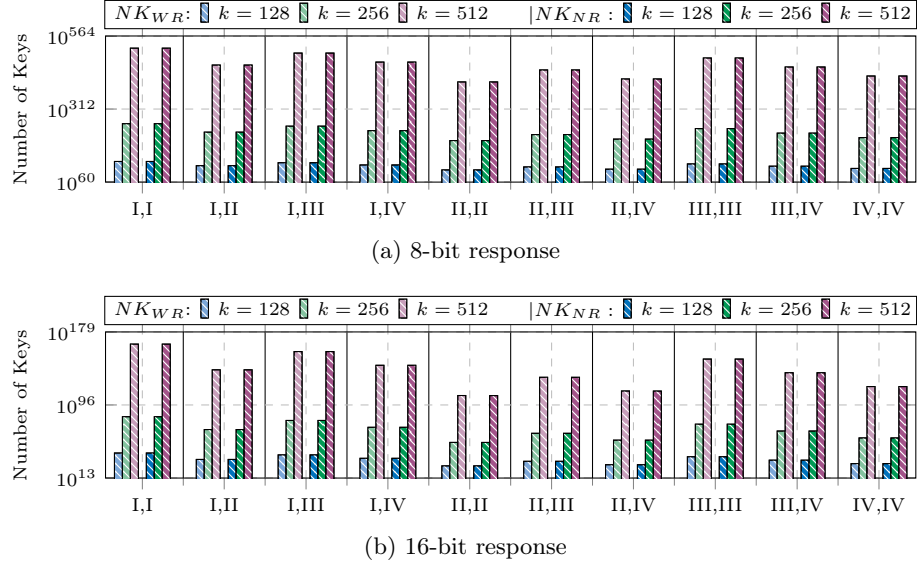 NK_WR: k = 128 k = 256 k = 512 |NK_NR : k = 128 k = 256 k = 512
Number of Keys
10^564
10^312
10^60
I,I I,II I,III I,IV II,II II,III II,IV III,III III,IV IV,IV
(a) 8-bit response
NK_WR: k = 128 k = 256 k = 512 |NK_NR : k = 128 k = 256 k = 512
Number of Keys
10^179
10^96
10^13
I,I I,II I,III I,IV II,II II,III II,IV III,III III,IV IV,IV
(b) 16-bit response